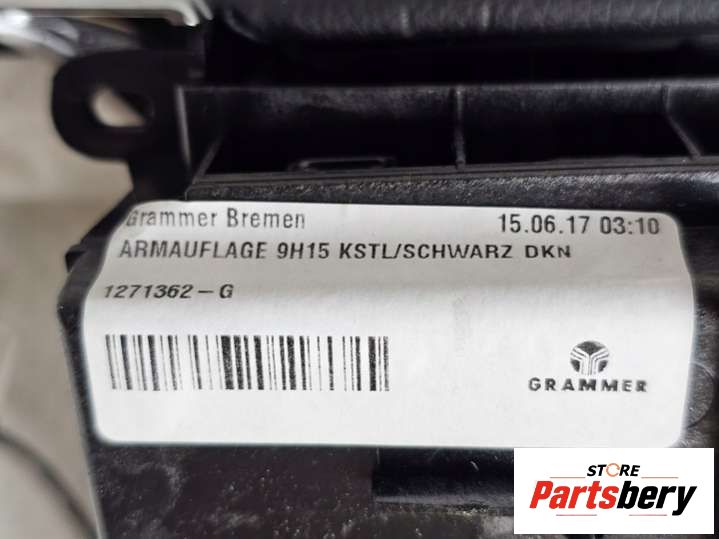 Grammer Bremen 15.06.17 03:10
ARMAUFLAGE 9H15 KSTL/SCHWARZ DKN
1271362-G
GRAMMER
STORE
Partsbery